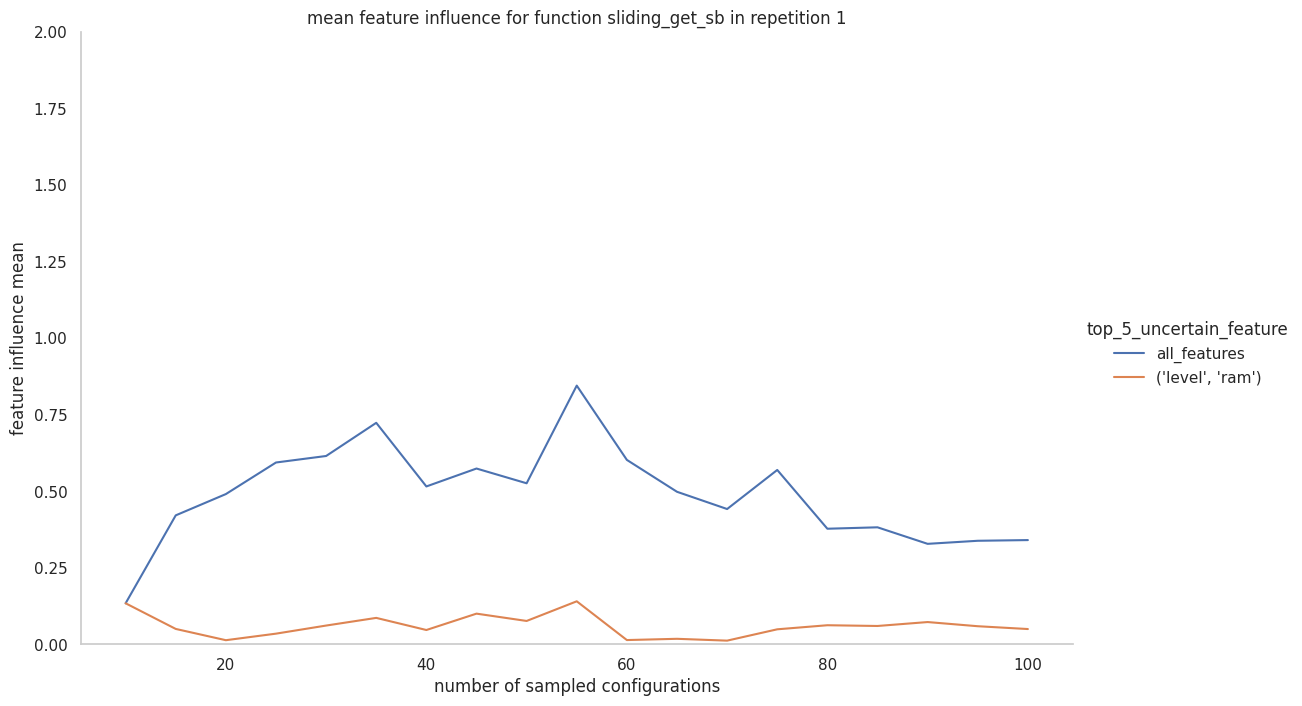 mean feature influence for function sliding_get_sb in repetition 1
2.00
1.75
1.50
1.25
1.00
0.75
0.50
0.25
0.00
feature influence mean
20
40
60
80
100
number of sampled configurations
top_5_uncertain_feature
all_features
('level', 'ram')